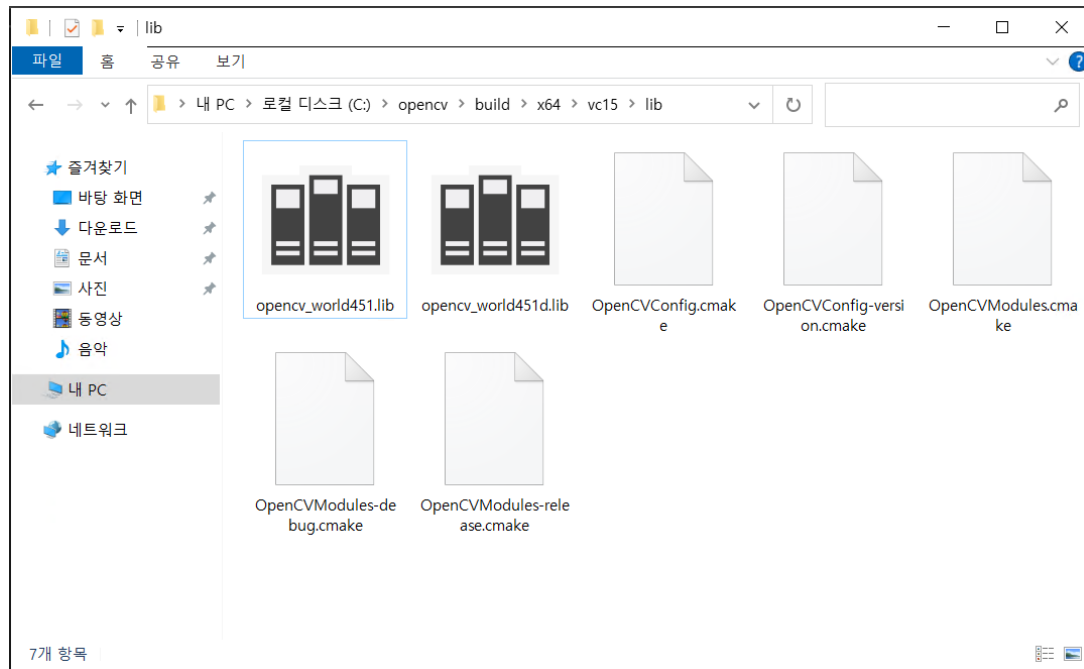 lib
파일 홈 공유 보기
내 PC 로컬 디스크 (C:) opencv build x64 vc15 lib
즐겨찾기
바탕 화면
다운로드
문서
사진
동영상
음악
내 PC
네트워크
opencv_world451.lib
opencv_world451d.lib
OpenCVConfig.cmak
e
OpenCVConfig-versi
on.cmake
OpenCVModules.cma
ke
OpenCVModules-de
bug.cmake
OpenCVModules-rele
ase.cmake
7개 항목